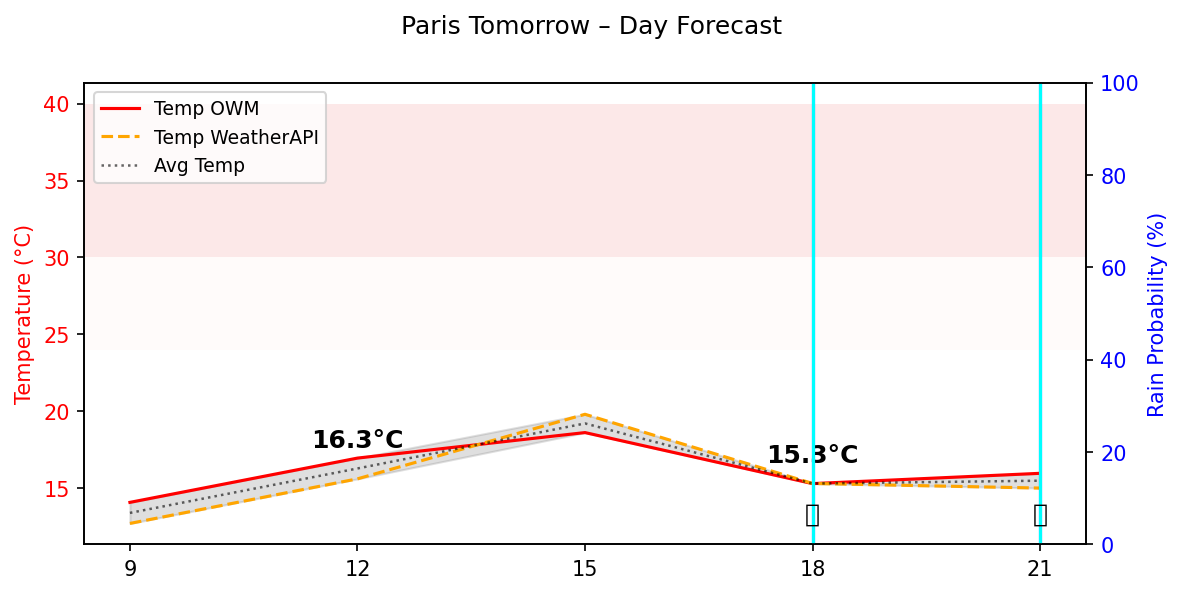 Paris Tomorrow – Day Forecast
Temp OWM
Temp WeatherAPI
Avg Temp
Temperature (°C)
40
35
30
25
20
15
Rain Probability (%)
100
80
60
40
20
0
16.3°C
15.3°C
9
12
15
18
21